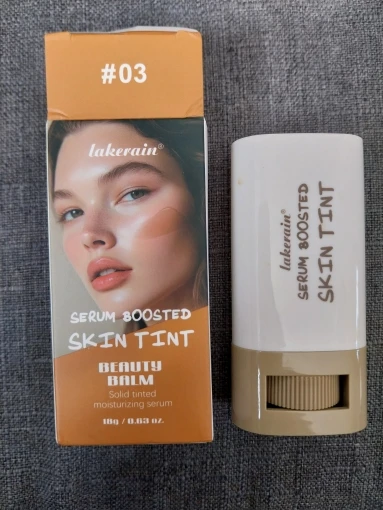 #03
lakerain®
SERUM BOOSTED
SKIN TINT
BEAUTY
BALM
Solid tinted
moisturizing serum
18g / 0.63 oz.
lakerain®
SERUM BOOSTED
SKIN TINT